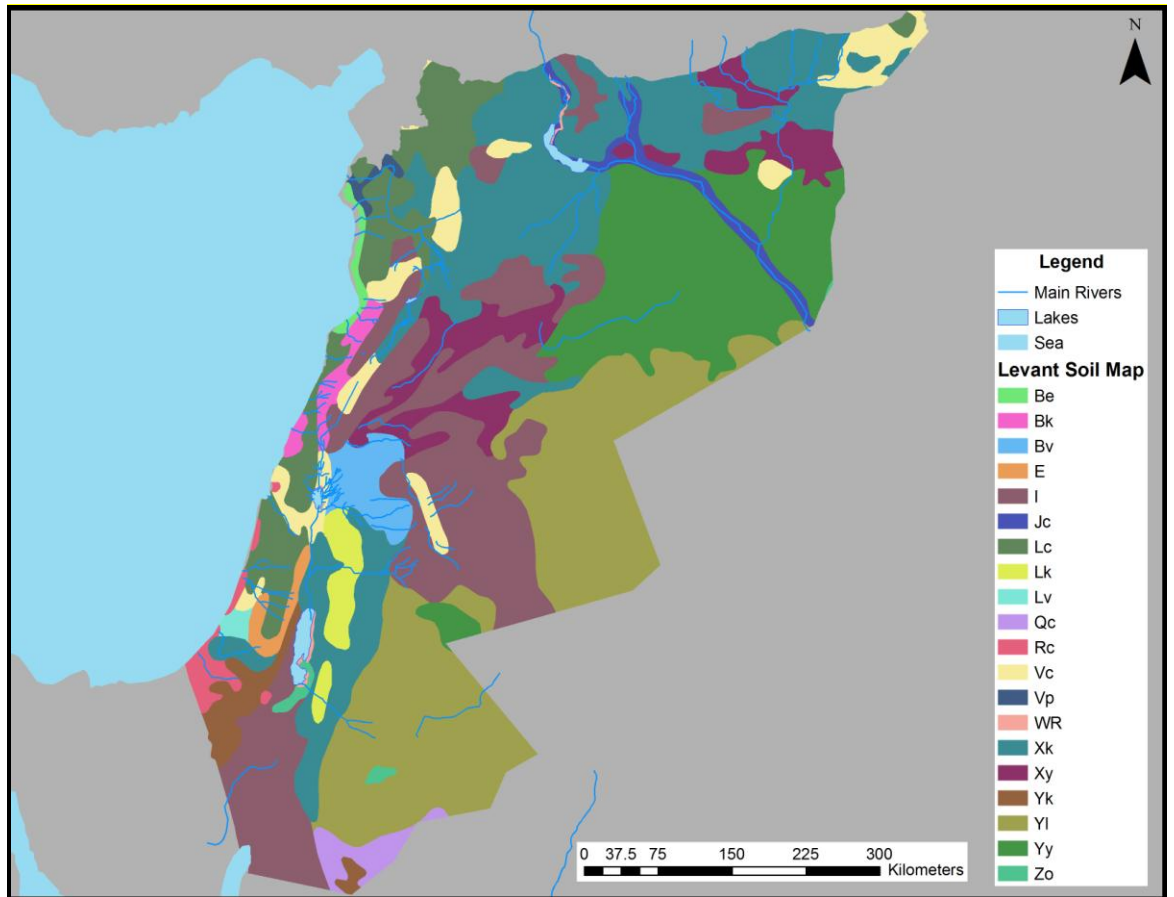 N
Legend
Main Rivers
Lakes
Sea
Levant Soil Map
Be
Bk
Bv
E
I
Jc
Lc
Lk
Lv
Qc
Rc
Vc
Vp
WR
Xk
Xy
Yk
Yl
Yy
Zo
0 37.5 75 150 225 300
Kilometers